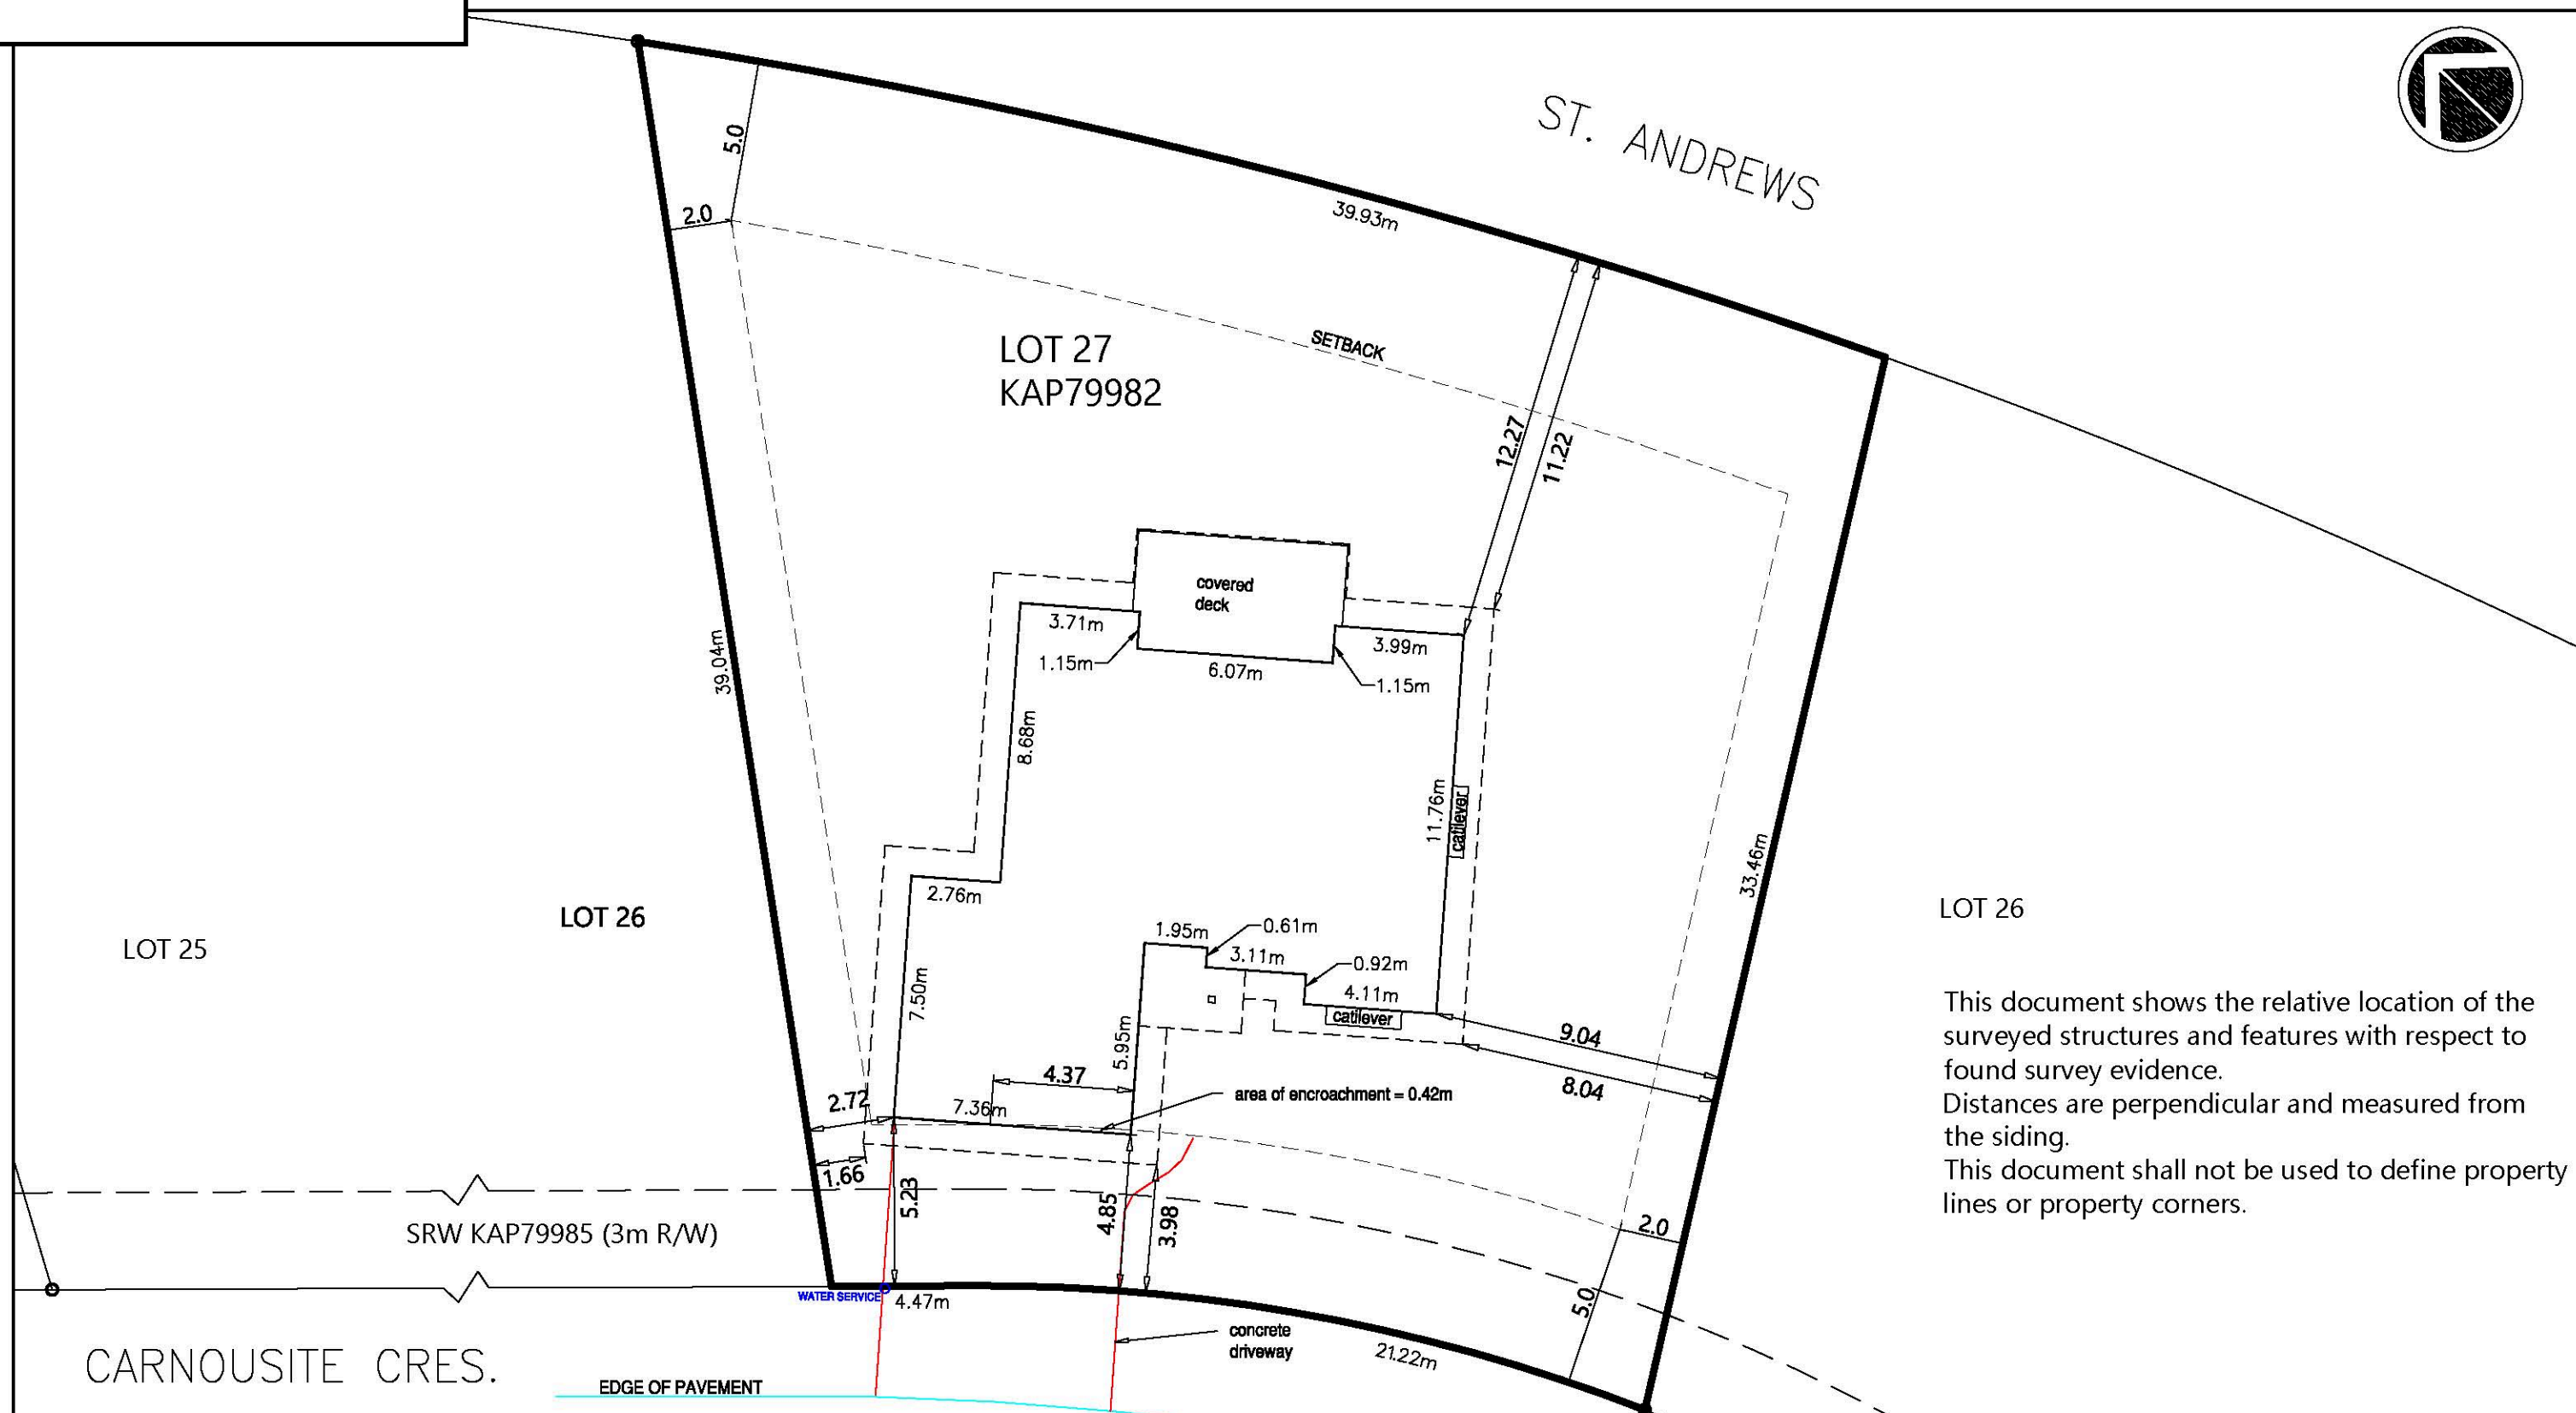 ST. ANDREWS
5.0
2.0
39.93m
SETBACK
LOT 27
KAP79982
12.27
11.22
covered
deck
3.71m
1.15m
6.07m
3.99m
1.15m
39.04m
8.68m
11.76m
catilever
33.46m
2.76m
LOT 26
LOT 25
LOT 26
1.95m
0.61m
3.11m
0.92m
4.11m
catilever
7.50m
5.95m
9.04
8.04
4.37
area of encroachment = 0.42m
2.72
7.36m
1.66
5.23
4.85
3.98
This document shows the relative location of the
surveyed structures and features with respect to
found survey evidence.
Distances are perpendicular and measured from
the siding.
This document shall not be used to define property
lines or property corners.
SRW KAP79985 (3m R/W)
2.0
5.0
WATER SERVICE
4.47m
concrete
driveway
21.22m
CARNOUSITE CRES.
EDGE OF PAVEMENT